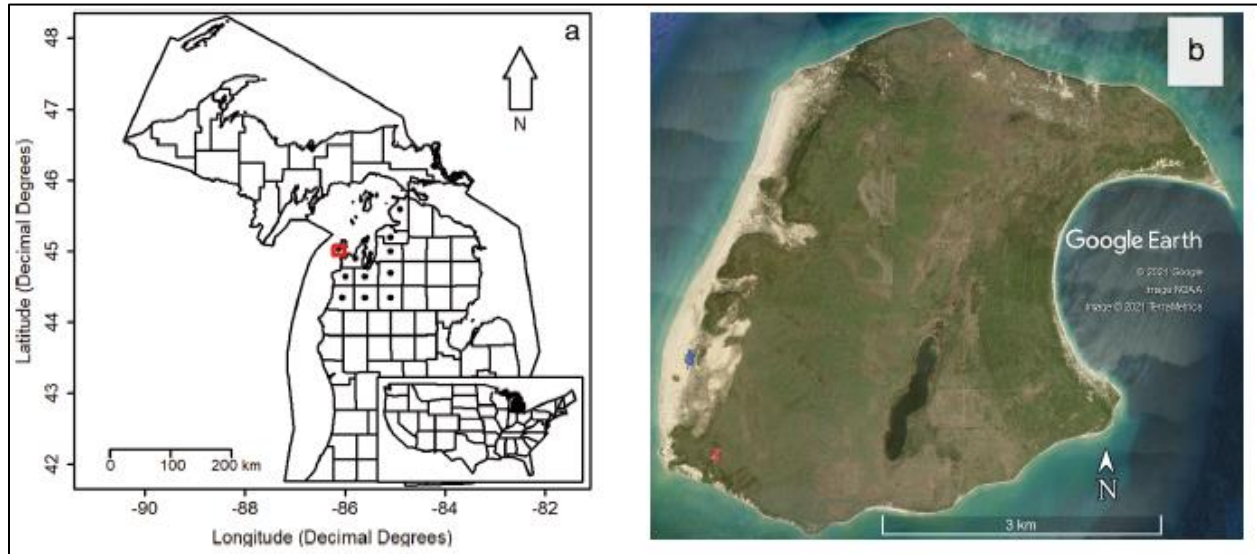 a
48
47
46
45
44
43
42
N
0 100 200 km
-90 -88 -86 -84 -82
Latitude (Decimal Degrees)
Longitude (Decimal Degrees)
b
Google Earth
© 2021 Google
Image NOAA
Image © 2021 TerraMetrics
N
3 km